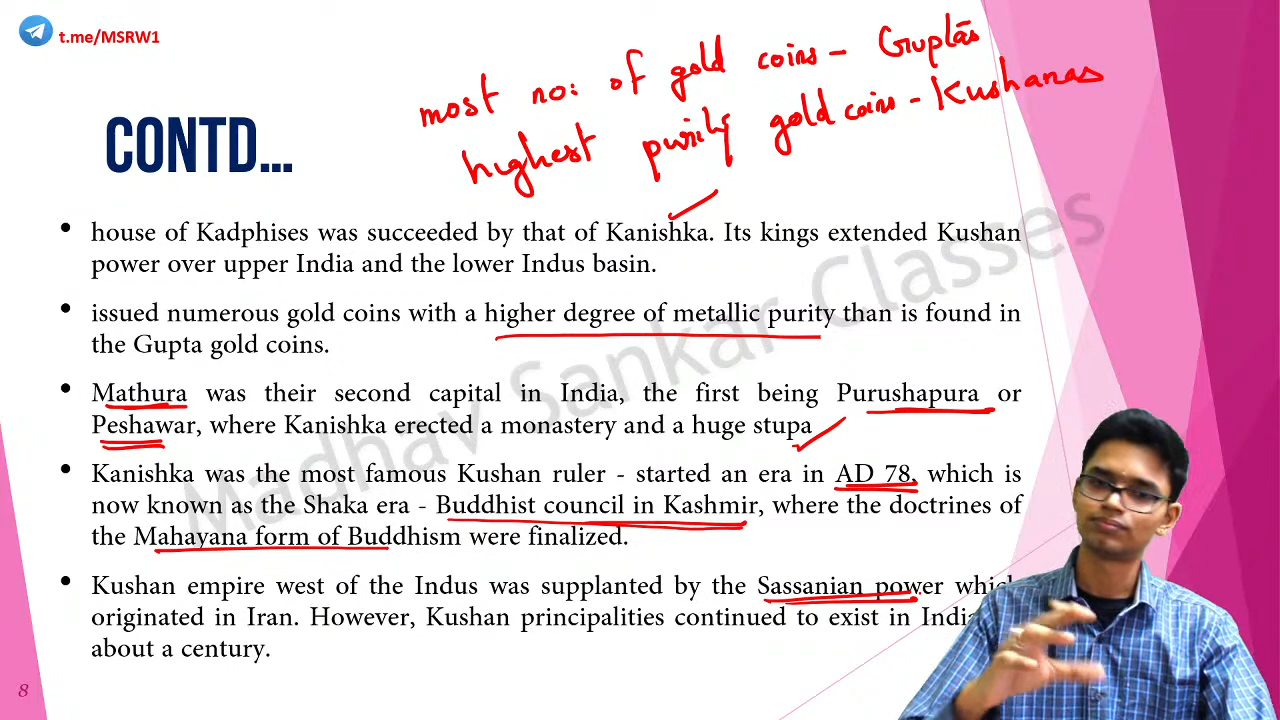 t.me/MSRW1
most no: of gold coins - Guptās
highest purity gold coins - Kushanas
CONTD...
• house of Kadphises was succeeded by that of Kanishka. Its kings extended Kushan
power over upper India and the lower Indus basin.
• issued numerous gold coins with a higher degree of metallic purity than is found in
the Gupta gold coins.
• Mathura was their second capital in India, the first being Purushapura or
Peshawar, where Kanishka erected a monastery and a huge stupa
• Kanishka was the most famous Kushan ruler - started an era in AD 78, which is
now known as the Shaka era - Buddhist council in Kashmir, where the doctrines of
the Mahayana form of Buddhism were finalized.
• Kushan empire west of the Indus was supplanted by the Sassanian power which
originated in Iran. However, Kushan principalities continued to exist in India
about a century.
Madhav Sankar Classes
8